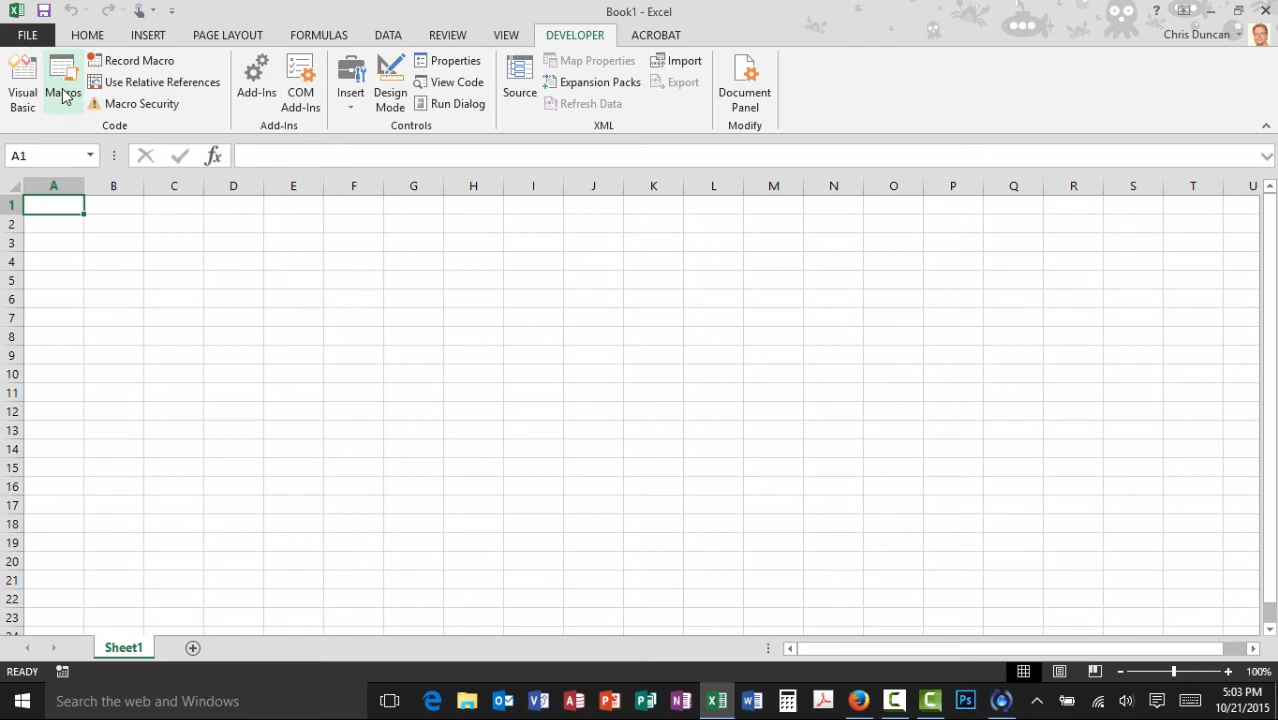 Book1 - Excel
?
FILE HOME INSERT PAGE LAYOUT FORMULAS DATA REVIEW VIEW DEVELOPER ACROBAT Chris Duncan
Visual Basic
Macros
Record Macro
Use Relative References
Macro Security
Code
Add-Ins
COM Add-Ins
Add-Ins
Insert
Design Mode
Properties
View Code
Run Dialog
Controls
Source
Map Properties
Expansion Packs
Refresh Data
Import
Export
XML
Document Panel
Modify
A1
fx
A B C D E F G H I J K L M N O P Q R S T U
1
2
3
4
5
6
7
8
9
10
11
12
13
14
15
16
17
18
19
20
21
22
23
Sheet1
READY
100%
Search the web and Windows
5:03 PM
10/21/2015